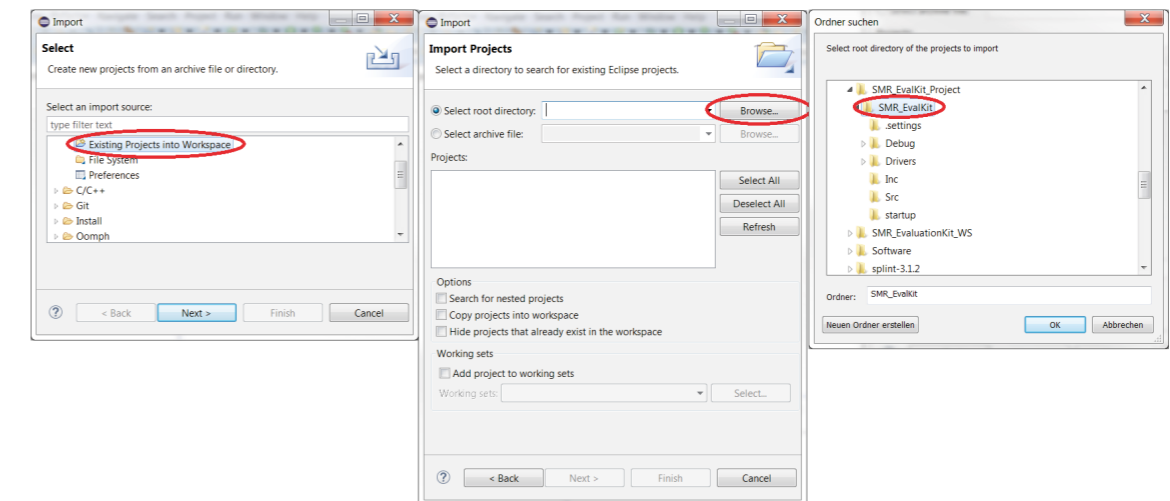 Import
Select
Create new projects from an archive file or directory.
Select an import source:
type filter text
Existing Projects into Workspace
File System
Preferences
C/C++
Git
Install
Oomph
< Back
Next >
Finish
Cancel
Import
Import Projects
Select a directory to search for existing Eclipse projects.
Select root directory:
Browse...
Select archive file:
Browse...
Projects:
Select All
Deselect All
Refresh
Options
Search for nested projects
Copy projects into workspace
Hide projects that already exist in the workspace
Working sets
Add project to working sets
Working sets:
Select...
< Back
Next >
Finish
Cancel
Ordner suchen
Select root directory of the projects to import
SMR_EvalKit_Project
SMR_EvalKit
.settings
Debug
Drivers
Inc
Src
startup
SMR_EvaluationKit_WS
Software
splint-3.1.2
Ordner:
SMR_EvalKit
Neuen Ordner erstellen
OK
Abbrechen